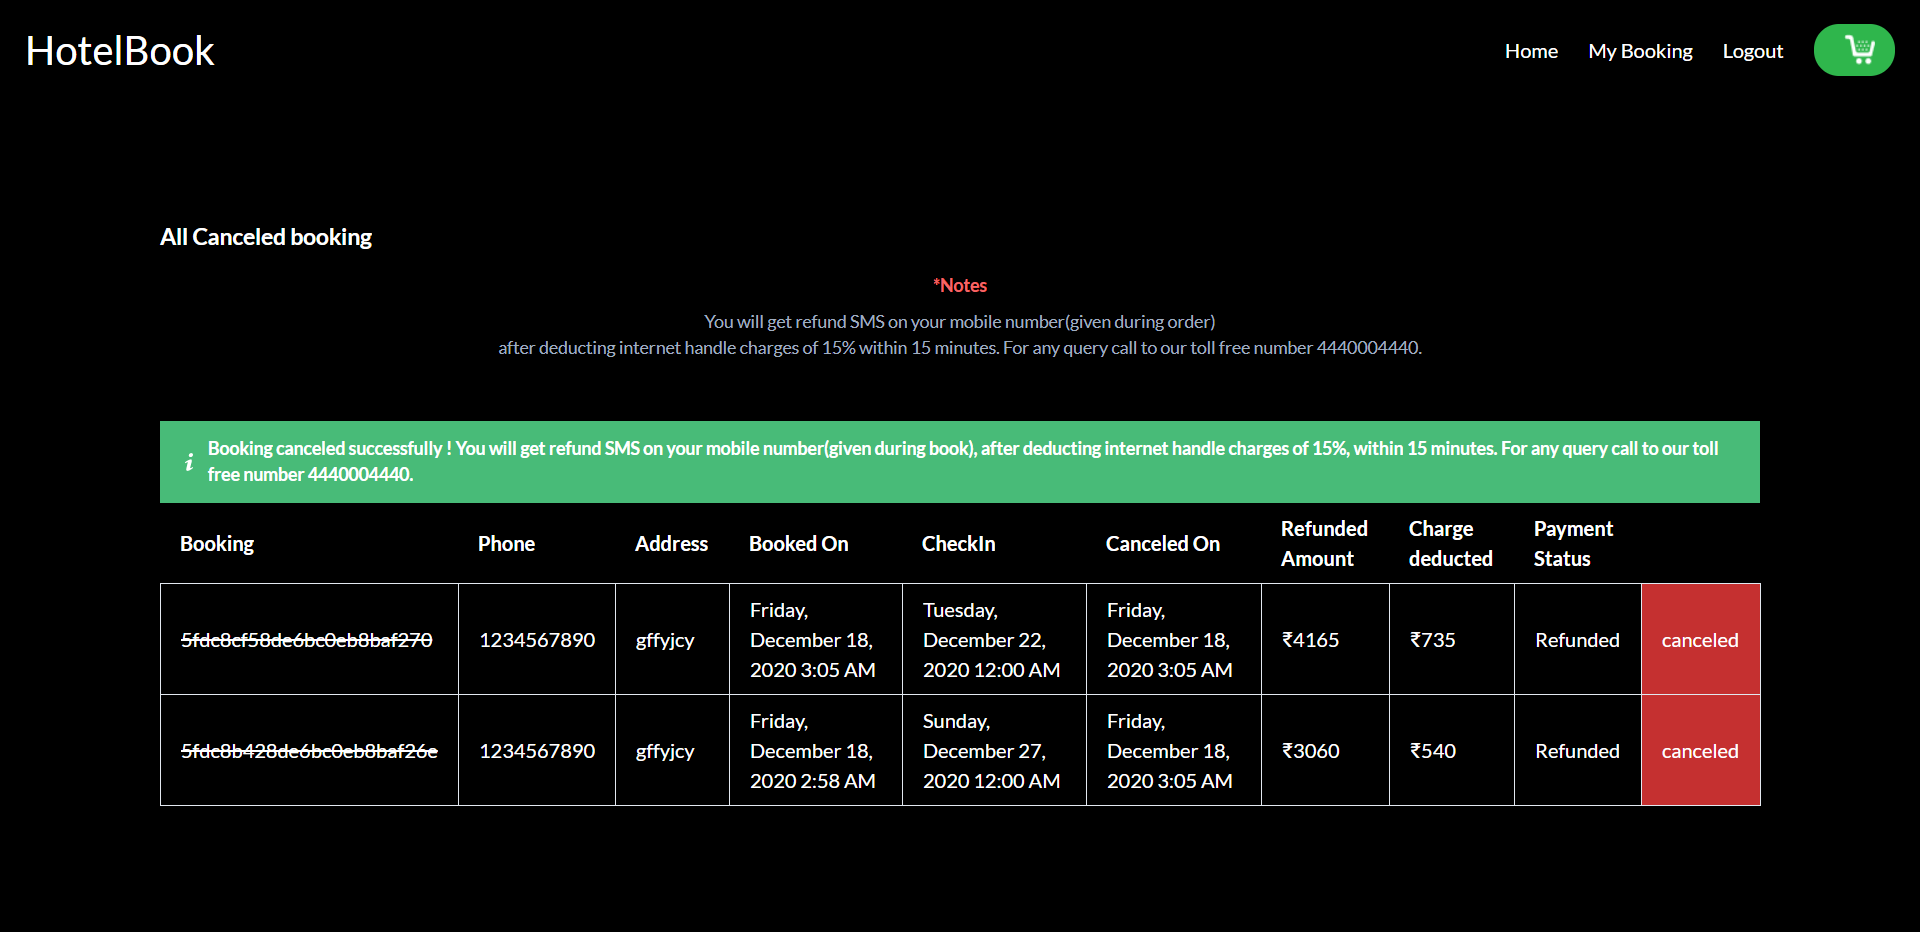 HotelBook
Home My Booking Logout
All Canceled booking
*Notes
You will get refund SMS on your mobile number(given during order)
after deducting internet handle charges of 15% within 15 minutes. For any query call to our toll free number 4440004440.
Booking canceled successfully ! You will get refund SMS on your mobile number(given during book), after deducting internet handle charges of 15%, within 15 minutes. For any query call to our toll
free number 4440004440.
Booking Phone Address Booked On CheckIn Canceled On Refunded Amount Charge deducted Payment Status
5fdc8cf58de6bc0eb8baf270 1234567890 gffyjcy Friday, December 18, 2020 3:05 AM Tuesday, December 22, 2020 12:00 AM Friday, December 18, 2020 3:05 AM ₹4165 ₹735 Refunded canceled
5fdc8b428de6bc0eb8baf26e 1234567890 gffyjcy Friday, December 18, 2020 2:58 AM Sunday, December 27, 2020 12:00 AM Friday, December 18, 2020 3:05 AM ₹3060 ₹540 Refunded canceled